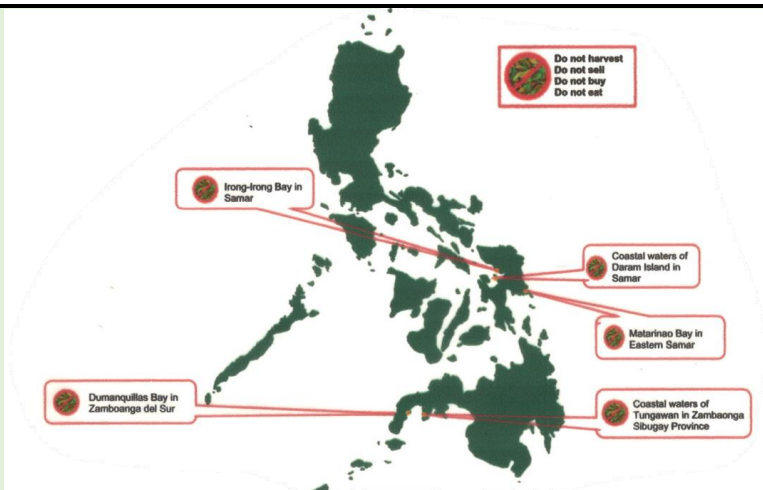 Do not harvest
Do not sell
Do not buy
Do not eat
Irong-Irong Bay in
Samar
Coastal waters of
Daram Island in
Samar
Matarinao Bay in
Eastern Samar
Dumanquillas Bay in
Zamboanga del Sur
Coastal waters of
Tungawan in Zambaonga
Sibugay Province